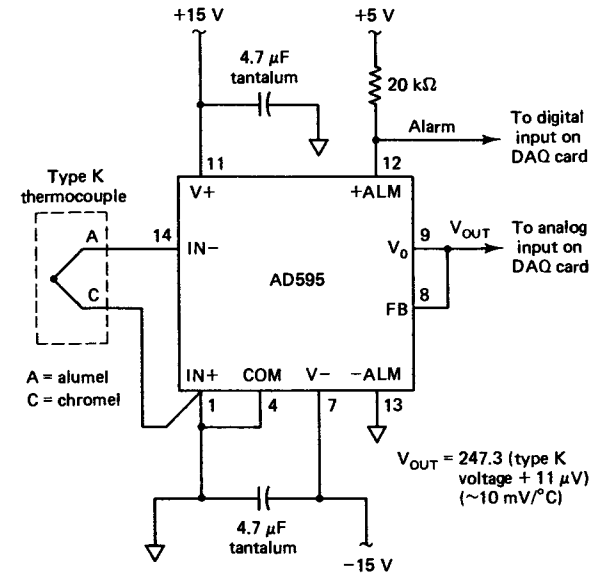 +15 V
+5 V
4.7 μF
tantalum
20 kΩ
Alarm
To digital
input on
DAQ card
11
12
V+
+ALM
Type K
thermocouple
A
14
IN−
C
AD595
V0
9
VOUT
To analog
input on
DAQ card
FB
8
IN+
COM
V−
−ALM
1
4
7
13
A = alumel
C = chromel
VOUT = 247.3 (type K
voltage + 11 μV)
(~10 mV/°C)
4.7 μF
tantalum
−15 V